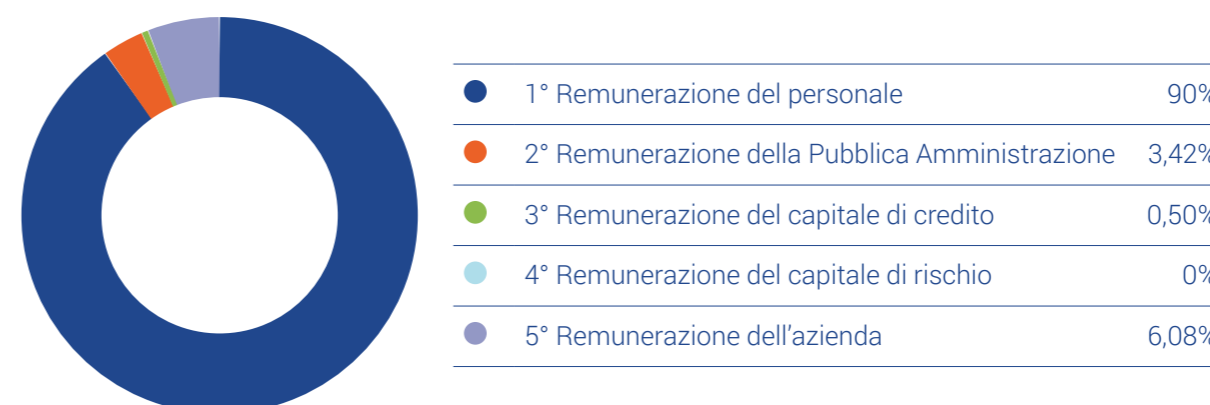 1° Remunerazione del personale 90%
2° Remunerazione della Pubblica Amministrazione 3,42%
3° Remunerazione del capitale di credito 0,50%
4° Remunerazione del capitale di rischio 0%
5° Remunerazione dell'azienda 6,08%